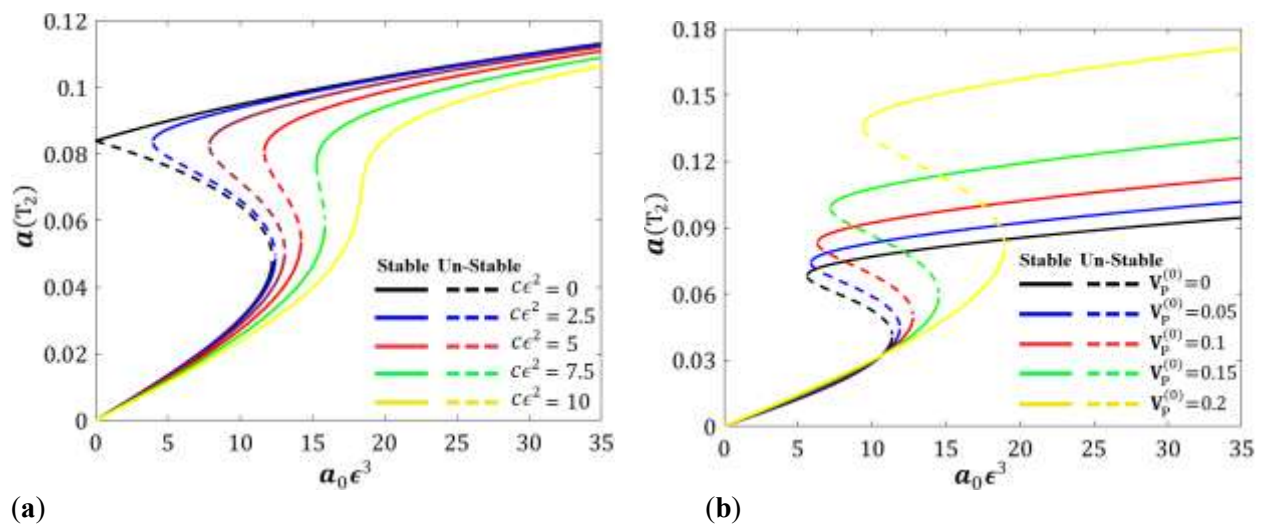 0.12
0.1
0.08
0.06
0.04
0.02
0
a(T₂)
0 5 10 15 20 25 30 35
a₀ϵ³
Stable Un-Stable
cϵ² = 0
cϵ² = 2.5
cϵ² = 5
cϵ² = 7.5
cϵ² = 10
(a)
0.18
0.15
0.12
0.09
0.06
0.03
0
a(T₂)
0 5 10 15 20 25 30 35
a₀ϵ³
Stable Un-Stable
Vₚ⁽⁰⁾=0
Vₚ⁽⁰⁾=0.05
Vₚ⁽⁰⁾=0.1
Vₚ⁽⁰⁾=0.15
Vₚ⁽⁰⁾=0.2
(b)